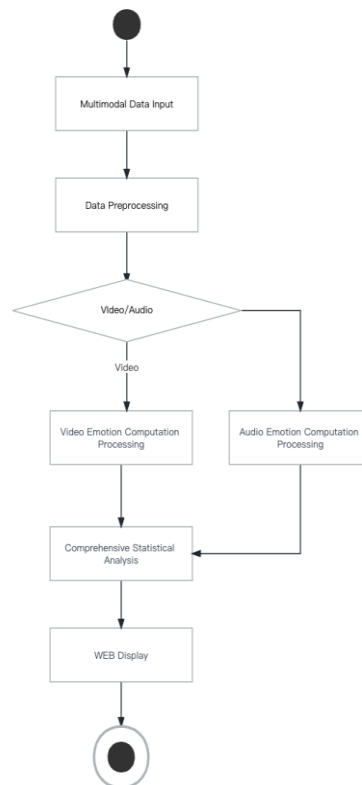 Multimodal Data Input
Data Preprocessing
Video/Audio
Video
Video Emotion Computation
Processing
Audio Emotion Computation
Processing
Comprehensive Statistical
Analysis
WEB Display